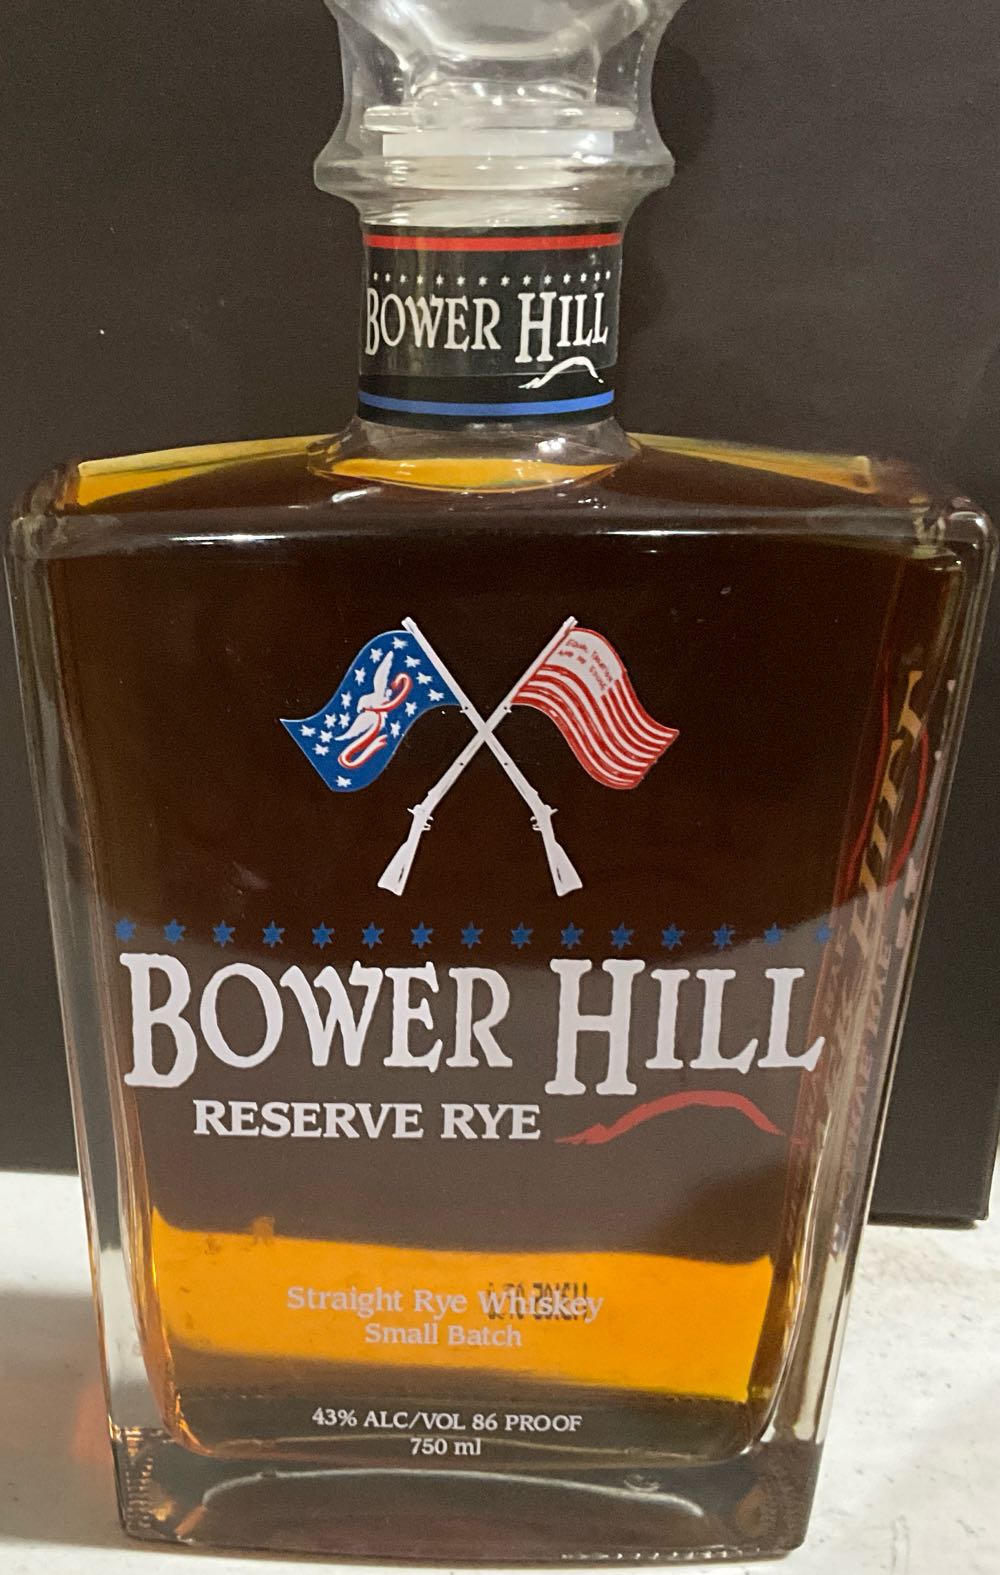 BOWER HILL
BOWER HILL
RESERVE RYE
Straight Rye Whiskey
Small Batch
43% ALC/VOL 86 PROOF
750 ml